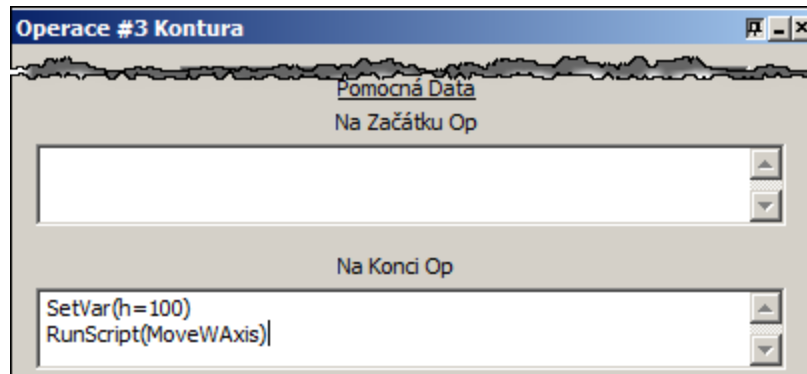 Operace #3 Kontura
Pomocná Data
Na Začátku Op
Na Konci Op
SetVar(h=100)
RunScript(MoveWAxis)